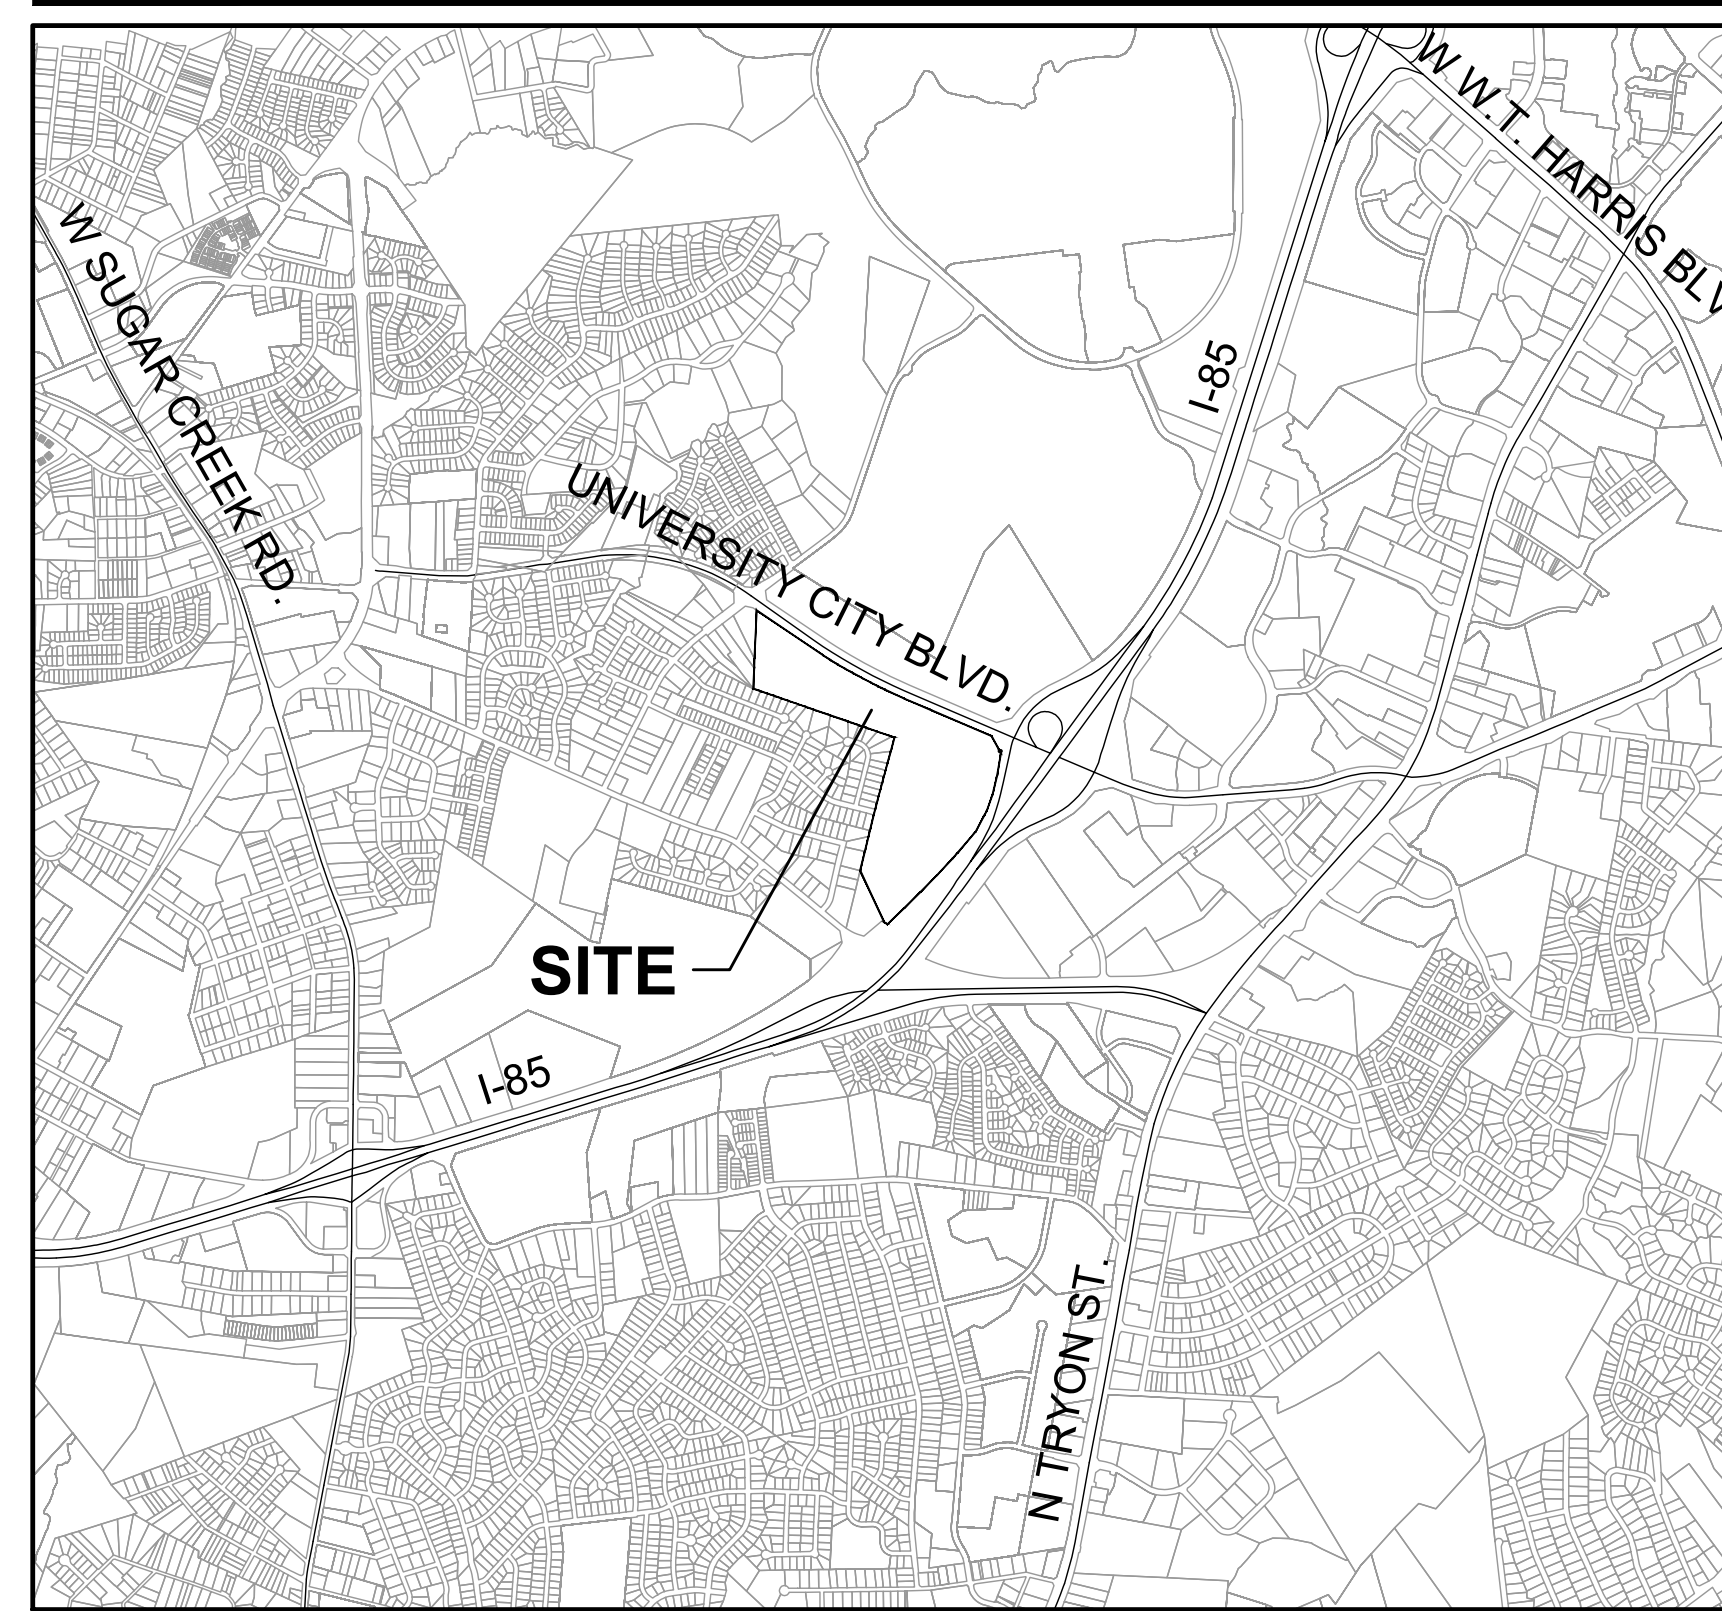 W W.T. HARRIS BLV
W SUGAR CREEK RD.
I-85
UNIVERSITY CITY BLVD.
SITE
I-85
N TRYON ST.